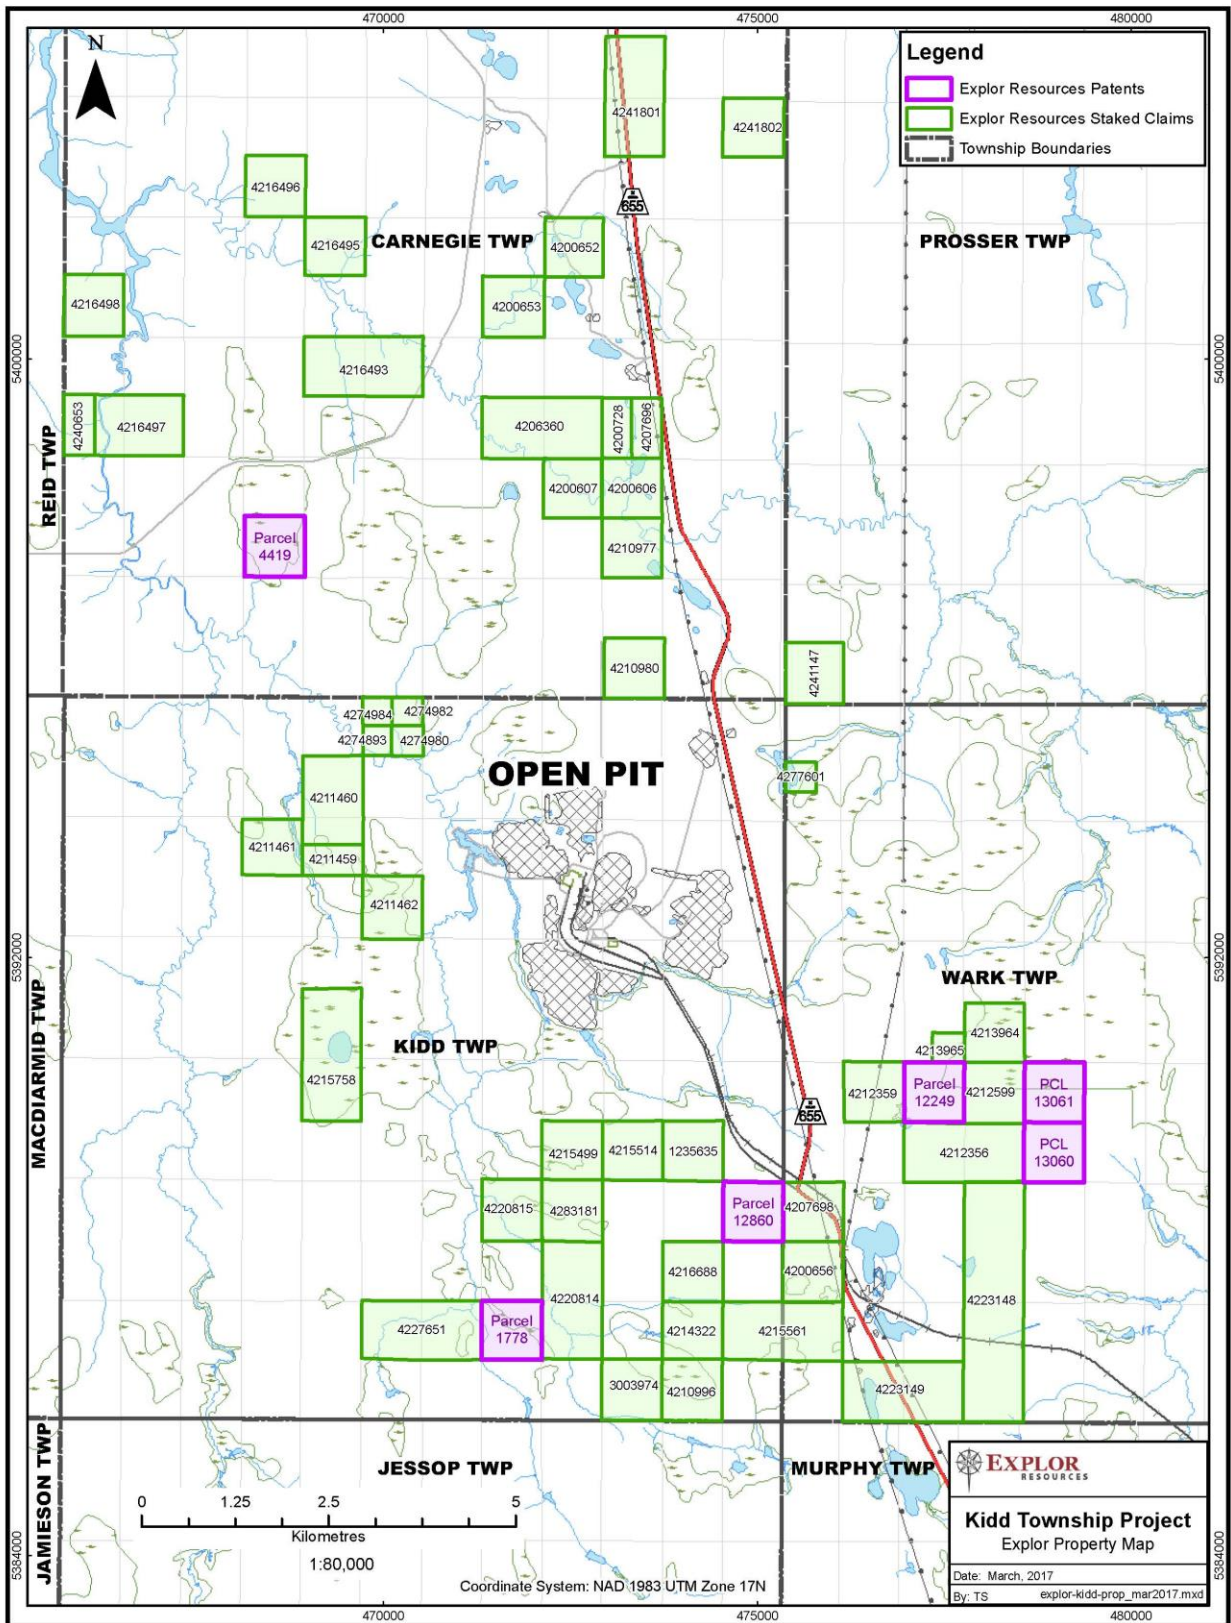 470000
475000
480000
N
Legend
Explor Resources Patents
Explor Resources Staked Claims
Township Boundaries
4241801
4241802
4216496
655
4216495
CARNEGIE TWP
4200652
PROSSER TWP
4216498
4200653
5400000
5400000
4216493
4240653
4216497
4206360
4200728
4207696
REID TWP
4200607
4200606
Parcel
4419
4210977
4210980
4241147
4274984
4274982
4274893
4274980
OPEN PIT
4277601
4211460
4211461
4211459
4211462
5392000
5392000
WARK TWP
MACDIARMID TWP
KIDD TWP
4213964
4213965
4215758
4212359
Parcel
12249
4212599
PCL
13061
655
4215499
4215514
1235635
4212356
PCL
13060
4220815
4283181
Parcel
12860
4207698
4216688
4200656
4220814
4223148
4227651
Parcel
1778
4214322
4215561
3003974
4210996
4223149
JAMIESON TWP
JESSOP TWP
MURPHY TWP
EXPLOR
RESOURCES
0
1.25
2.5
5
Kilometres
1:80,000
Kidd Township Project
Explor Property Map
5384000
5384000
Coordinate System: NAD 1983 UTM Zone 17N
Date: March, 2017
By: TS
explor-kidd-prop_mar2017.mxd
470000
475000
480000